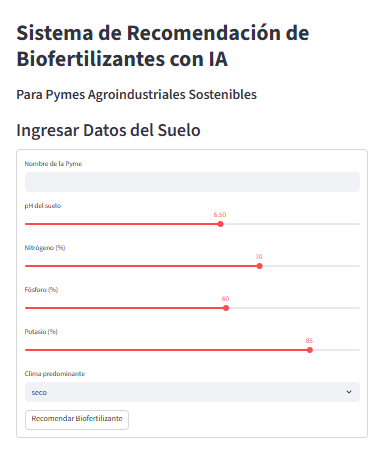 Sistema de Recomendación de
Biofertilizantes con IA
Para Pymes Agroindustriales Sostenibles
Ingresar Datos del Suelo
Nombre de la Pyme
pH del suelo
6.50
Nitrógeno (%)
70
Fósforo (%)
60
Potasio (%)
85
Clima predominante
seco
Recomendar Biofertilizante